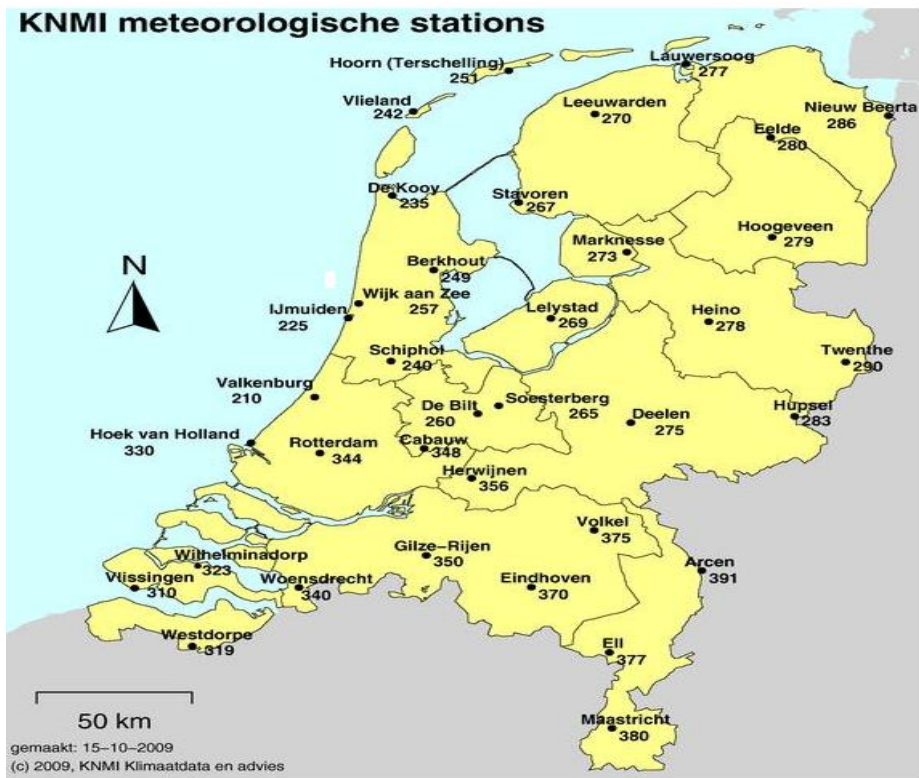 KNMI meteorologische stations
Hoorn (Terschelling)
251
Lauwersoog
277
Vlieland
242
Leeuwarden
270
Nieuw Beerta
286
Eelde
280
De Kooy
235
Stavoren
267
Hoogeveen
279
Marknesse
273
N
Berkhout
249
Wijk aan Zee
257
IJmuiden
225
Lelystad
269
Heino
278
Schiphol
240
Twenthe
290
Valkenburg
210
De Bilt
260
Soesterberg
265
Deelen
275
Hupsel
283
Hoek van Holland
330
Rotterdam
344
Cabauw
348
Herwijnen
356
Volkel
375
Gilze-Rijen
350
Arcen
391
Wilhelminadorp
323
Vlissingen
310
Woensdrecht
340
Eindhoven
370
Westdorpe
319
Ell
377
50 km
Maastricht
380
gemaakt: 15-10-2009
(c) 2009, KNMI Klimaatdata en advies